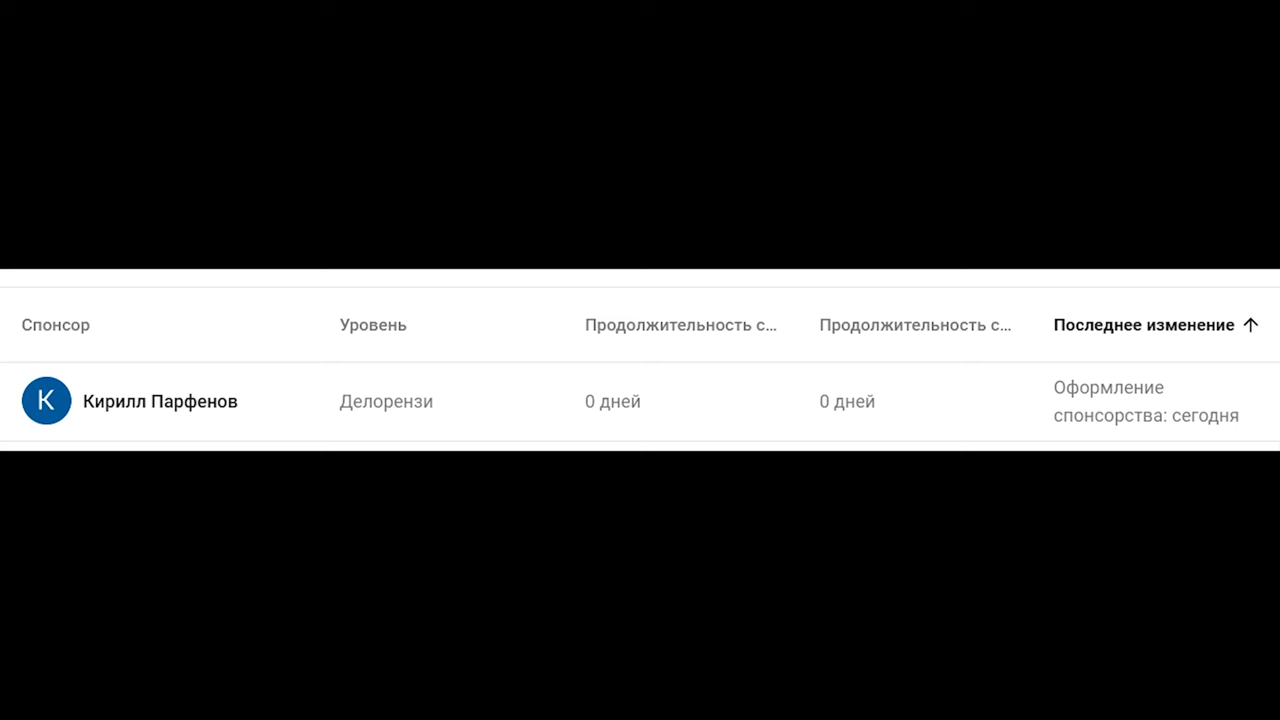 Спонсор Уровень Продолжительность с... Продолжительность с... Последнее изменение
К Кирилл Парфенов Делорензи 0 дней 0 дней Оформление
спонсорства: сегодня